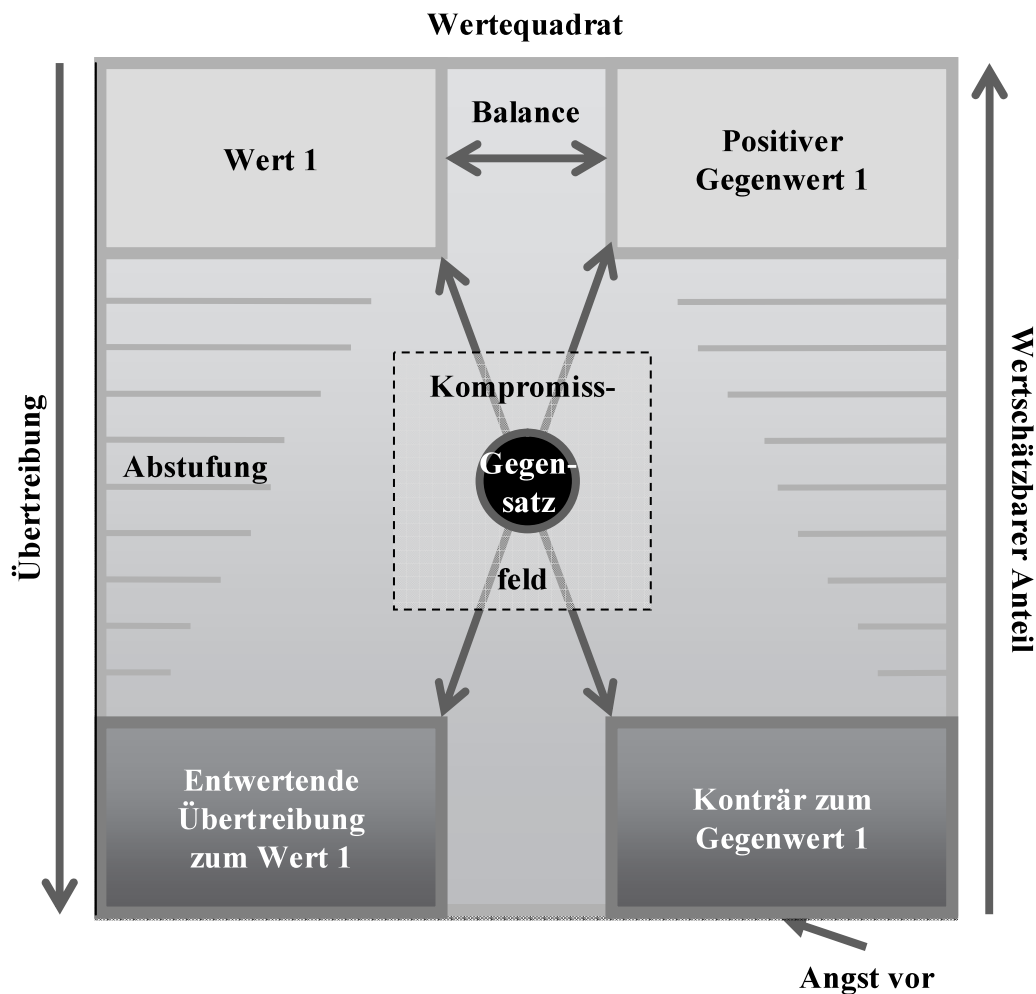 Wertequadrat
Balance
Wert 1
Positiver
Gegenwert 1
Kompromiss-
Gegen-
satz
feld
Abstufung
Übertreibung
Wertschätzbarer Anteil
Entwertende
Übertreibung
zum Wert 1
Konträr zum
Gegenwert 1
Angst vor